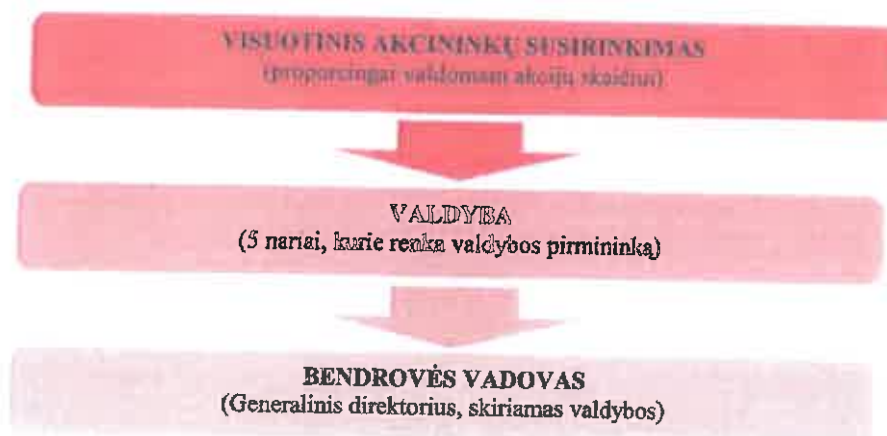 VISUOTINIS AKCININKŲ SUSIRINKIMAS
(proporcingai valdomam akcijų skaičiui)
VALDYBA
(5 nariai, kurie renka valdybos pirmininką)
BENDROVĖS VADOVAS
(Generalinis direktorius, skiriamas valdybos)